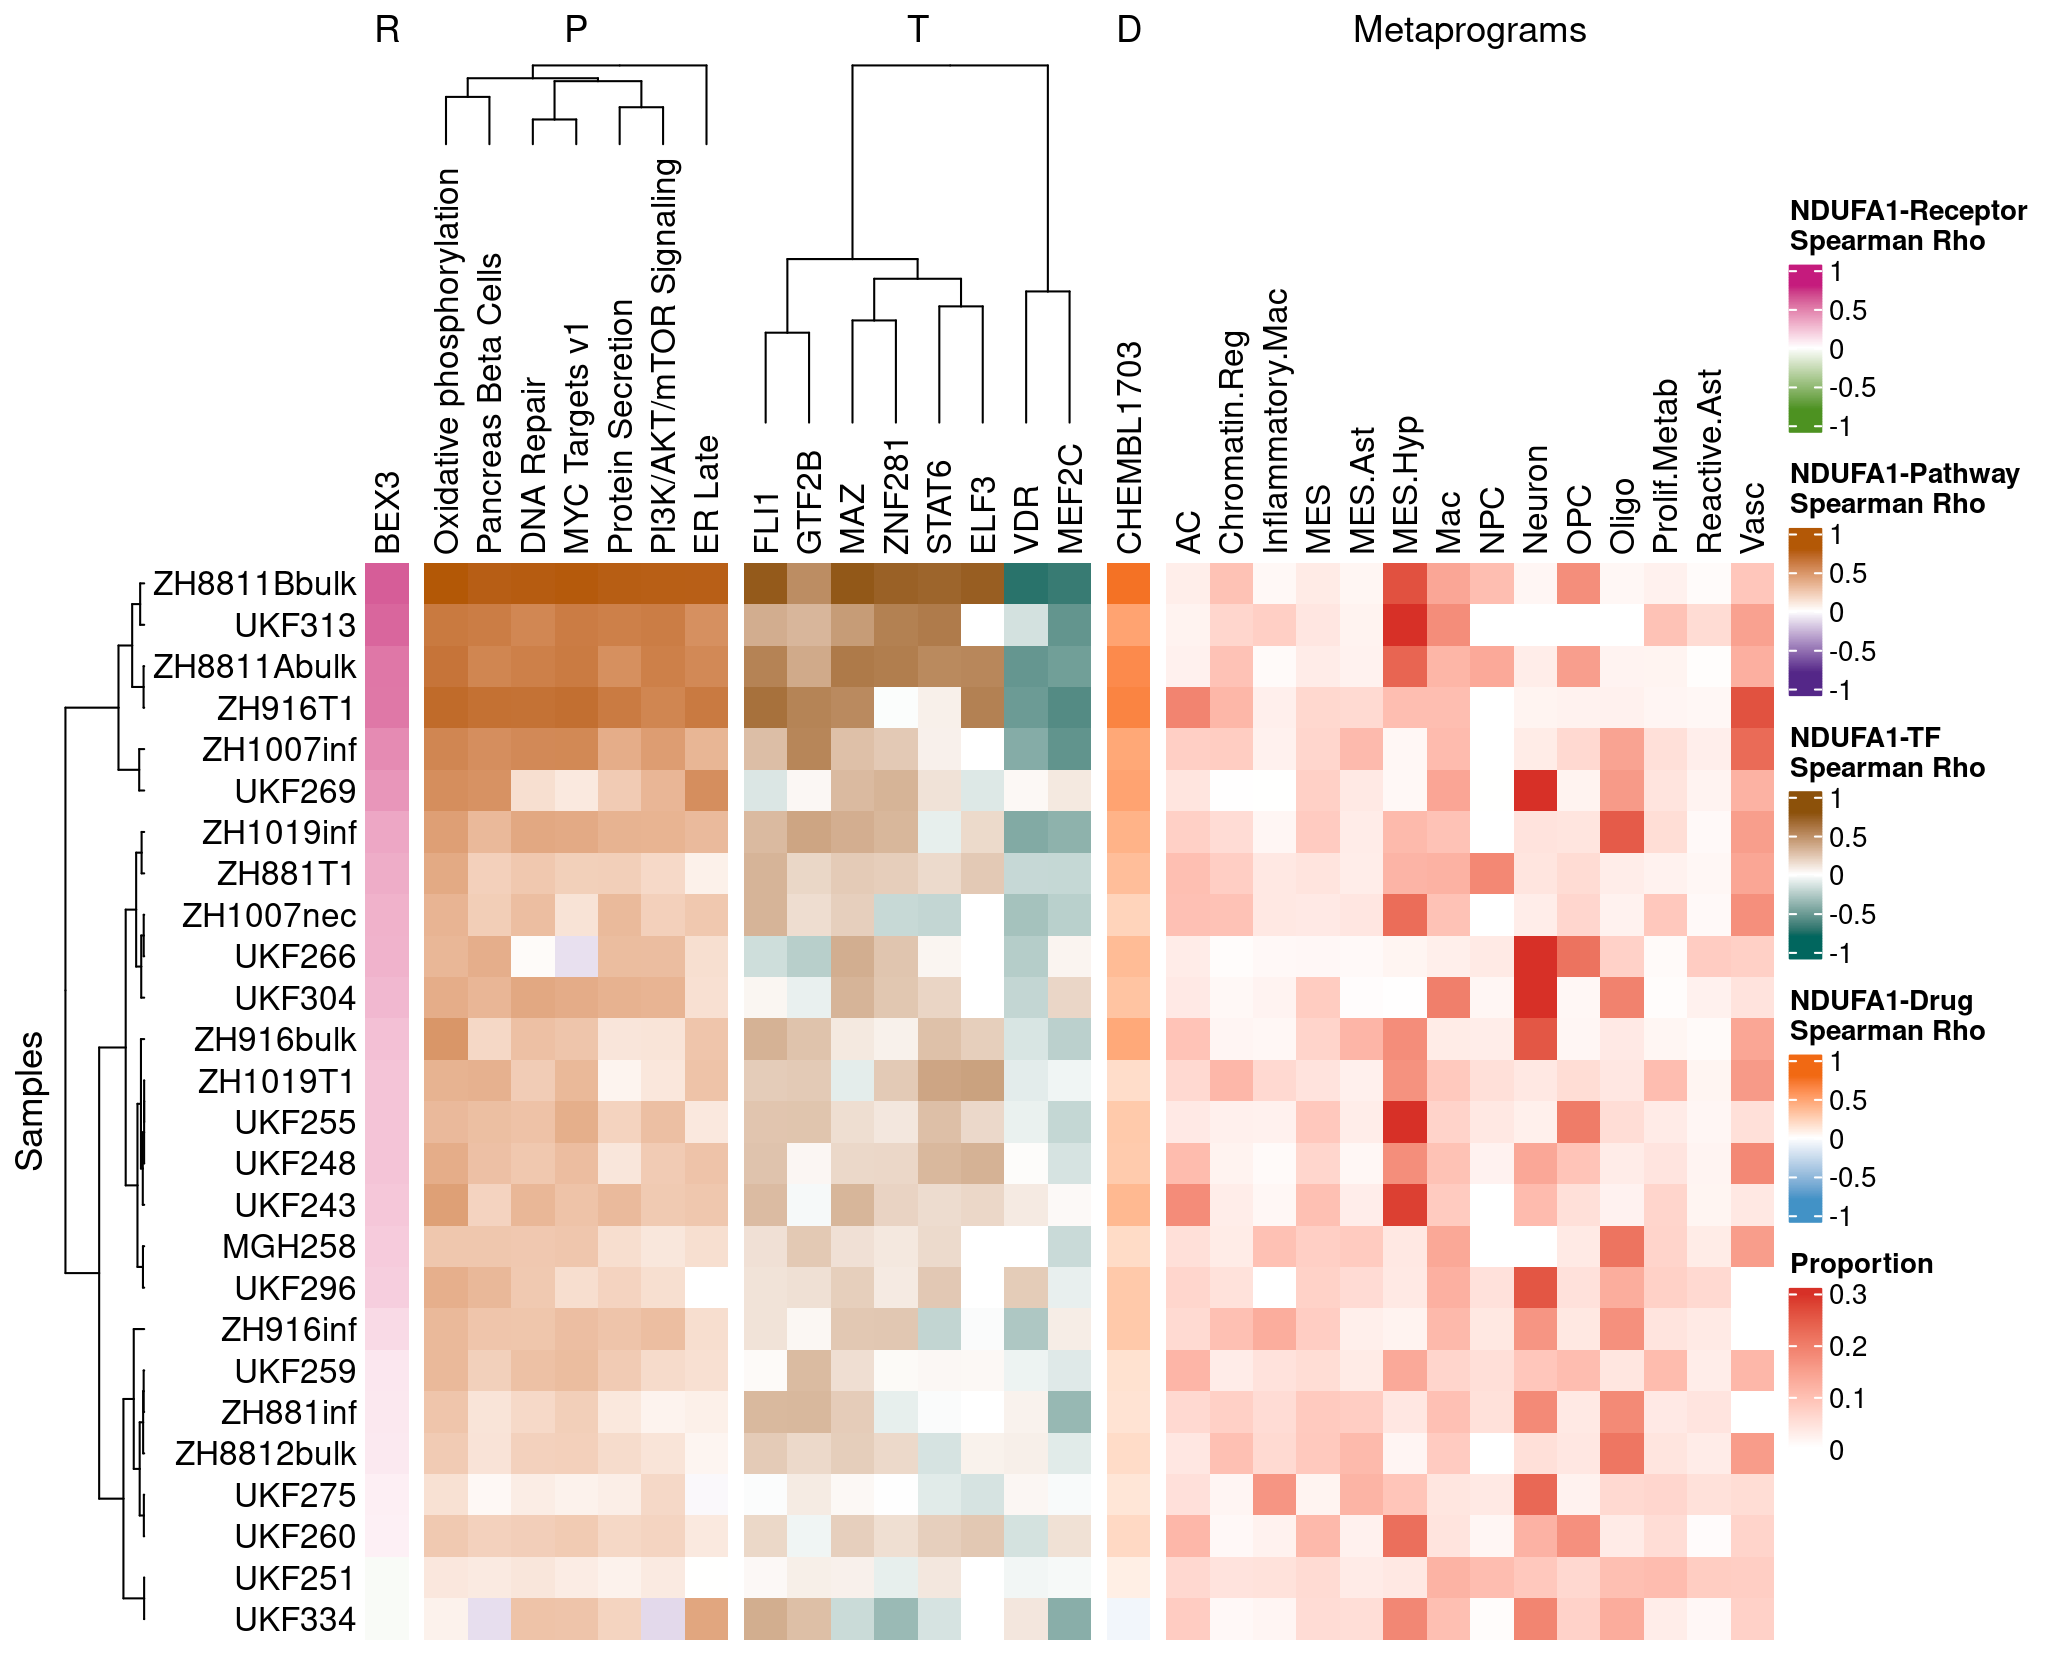 R
P
T
D
Metaprograms
BEX3
Oxidative phosphorylation
Pancreas Beta Cells
DNA Repair
MYC Targets v1
Protein Secretion
PI3K/AKT/mTOR Signaling
ER Late
FLI1
GTF2B
MAZ
ZNF281
STAT6
ELF3
VDR
MEF2C
CHEMBL1703
AC
Chromatin.Reg
Inflammatory.Mac
MES
MES.Ast
MES.Hyp
Mac
NPC
Neuron
OPC
Oligo
Prolif.Metab
Reactive.Ast
Vasc
Samples
ZH8811Bbulk
UKF313
ZH8811Abulk
ZH916T1
ZH1007inf
UKF269
ZH1019inf
ZH881T1
ZH1007nec
UKF266
UKF304
ZH916bulk
ZH1019T1
UKF255
UKF248
UKF243
MGH258
UKF296
ZH916inf
UKF259
ZH881inf
ZH8812bulk
UKF275
UKF260
UKF251
UKF334
NDUFA1-Receptor
Spearman Rho
1
0.5
0
-0.5
-1
NDUFA1-Pathway
Spearman Rho
1
0.5
0
-0.5
-1
NDUFA1-TF
Spearman Rho
1
0.5
0
-0.5
-1
NDUFA1-Drug
Spearman Rho
1
0.5
0
-0.5
-1
Proportion
0.3
0.2
0.1
0